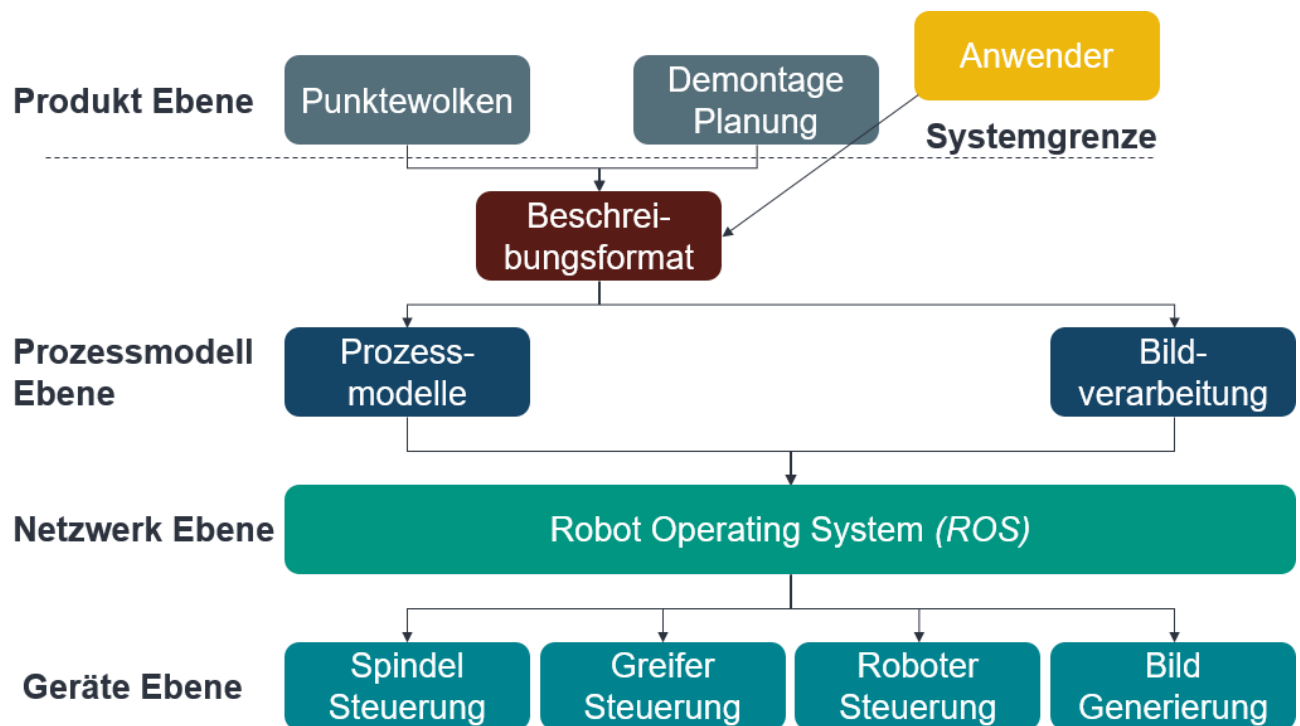 Produkt Ebene
Punktewolken
Demontage
Planung
Anwender
Systemgrenze
Beschrei-
bungsformat
Prozessmodell
Ebene
Prozess-
modelle
Bild-
verarbeitung
Netzwerk Ebene
Robot Operating System (ROS)
Geräte Ebene
Spindel
Steuerung
Greifer
Steuerung
Roboter
Steuerung
Bild
Generierung